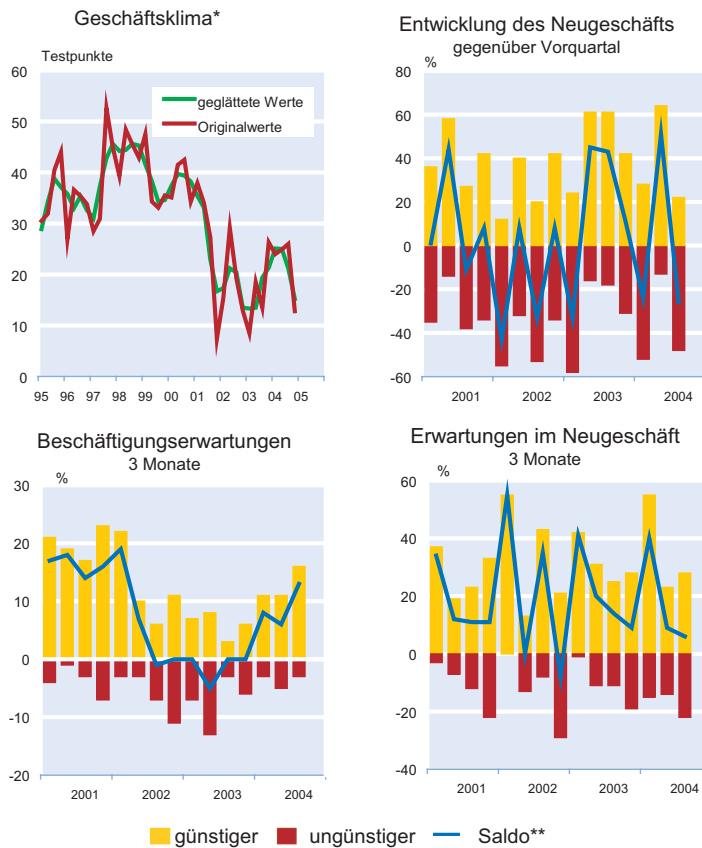 Geschäftsklima*
Testpunkte
60
50
40
30
20
10
0
geglättete Werte
Originalwerte
95 96 97 98 99 00 01 02 03 04 05
Entwicklung des Neugeschäfts
gegenüber Vorquartal
%
80
60
40
20
0
-20
-40
-60
2001 2002 2003 2004
Beschäftigungserwartungen
3 Monate
%
30
20
10
0
-10
-20
2001 2002 2003 2004
Erwartungen im Neugeschäft
3 Monate
%
60
40
20
0
-20
-40
2001 2002 2003 2004
günstiger ungünstiger Saldo**